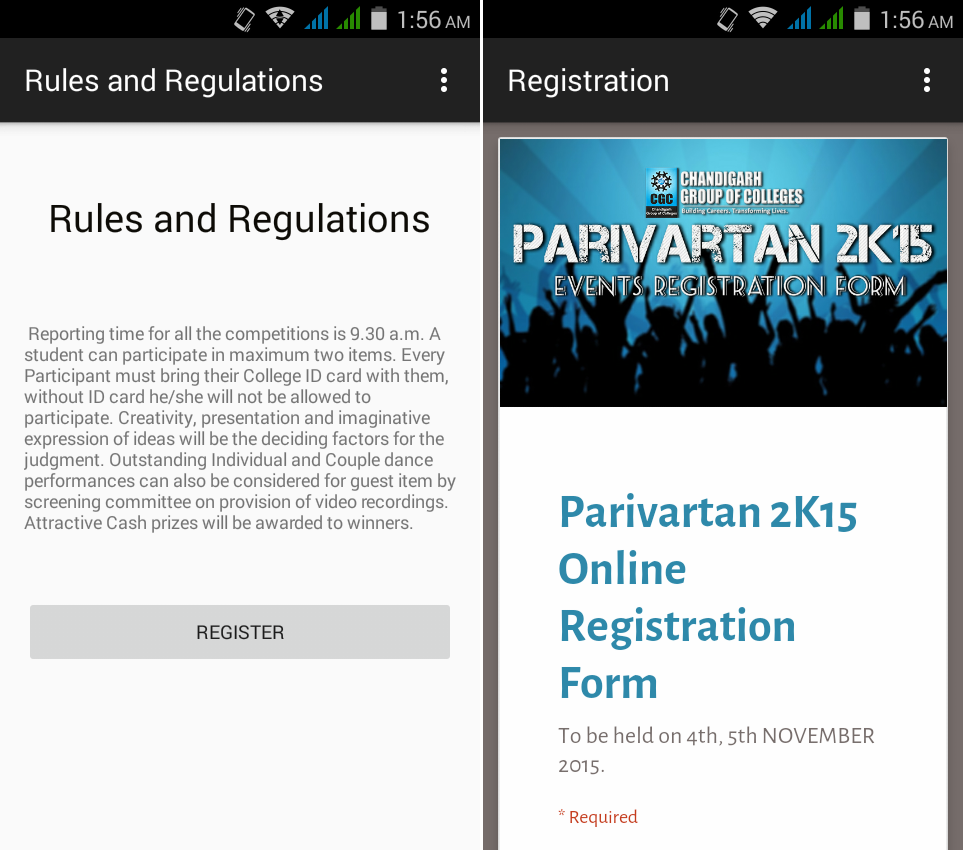 1:56 AM
Rules and Regulations
Rules and Regulations
Reporting time for all the competitions is 9.30 a.m. A
student can participate in maximum two items. Every
Participant must bring their College ID card with them,
without ID card he/she will not be allowed to
participate. Creativity, presentation and imaginative
expression of ideas will be the deciding factors for the
judgment. Outstanding Individual and Couple dance
performances can also be considered for guest item by
screening committee on provision of video recordings.
Attractive Cash prizes will be awarded to winners.
REGISTER
1:56 AM
Registration
CGC
Chandigarh
Group of Colleges
CHANDIGARH
GROUP OF COLLEGES
Building Careers. Transforming Lives.
PARIVARTAN 2K15
EVENTS REGISTRATION FORM
Parivartan 2K15
Online
Registration
Form
To be held on 4th, 5th NOVEMBER
2015.
* Required